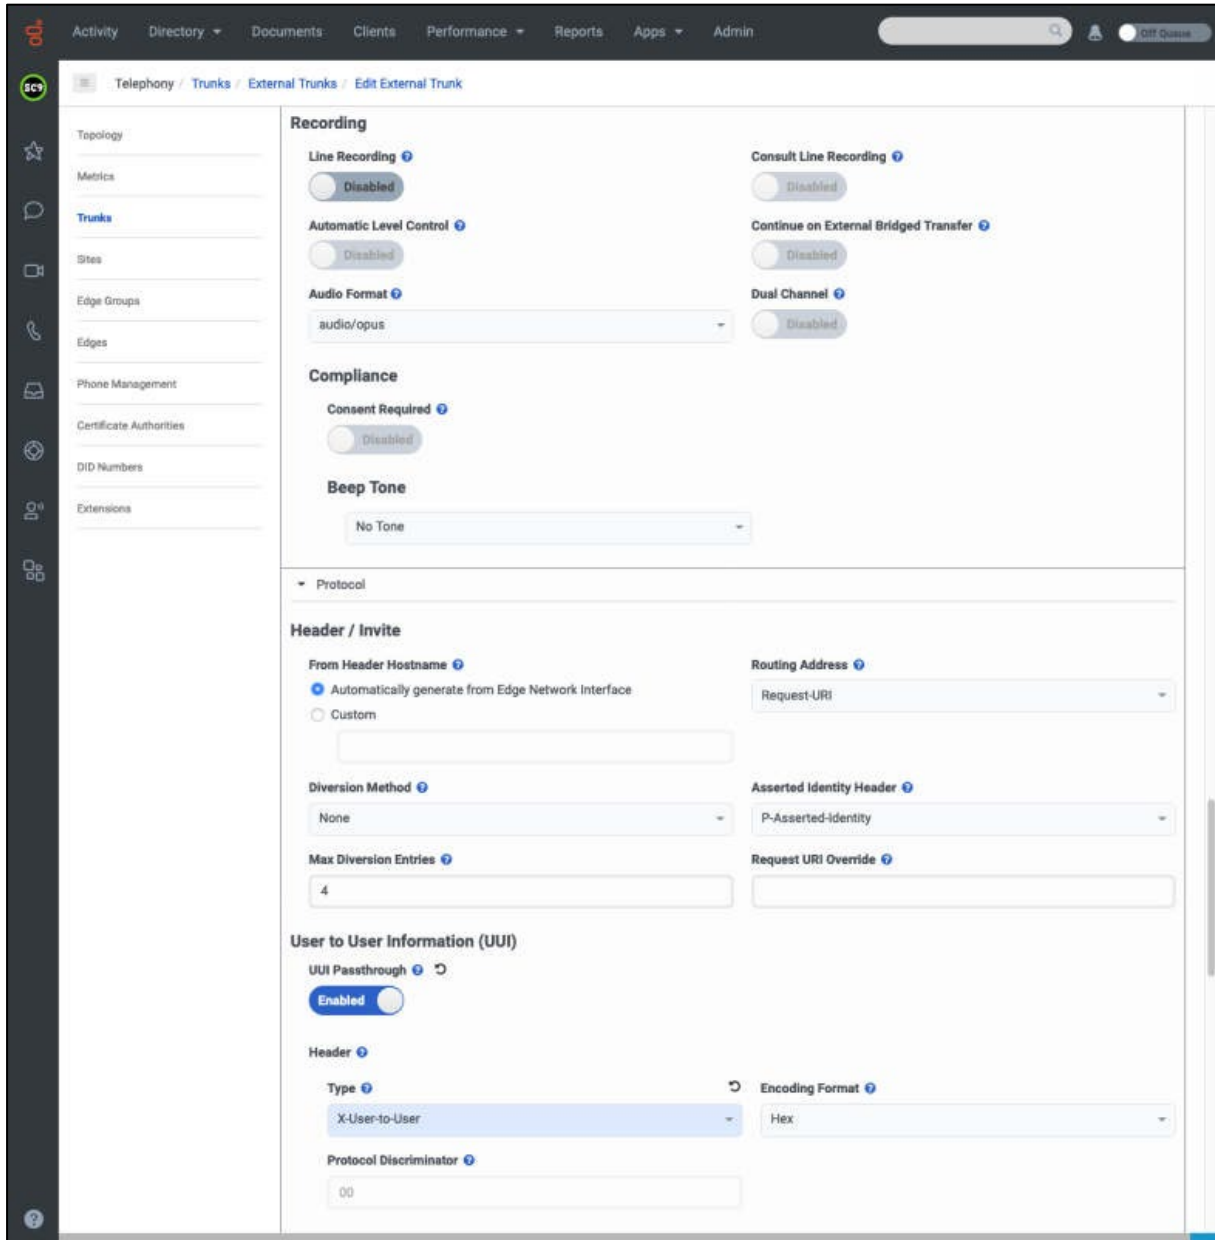 Activity Directory Documents Clients Performance Reports Apps Admin Off Queue
SC9 Telephony / Trunks / External Trunks / Edit External Trunk
Topology
Metrics
Trunks
Sites
Edge Groups
Edges
Phone Management
Certificate Authorities
DID Numbers
Extensions
Recording
Line Recording Consult Line Recording
Disabled Disabled
Automatic Level Control Continue on External Bridged Transfer
Disabled Disabled
Audio Format Dual Channel
audio/opus Disabled
Compliance
Consent Required
Disabled
Beep Tone
No Tone
Protocol
Header / Invite
From Header Hostname Routing Address
Automatically generate from Edge Network Interface Request-URI
Custom
Diversion Method Asserted Identity Header
None P-Asserted-Identity
Max Diversion Entries Request URI Override
4
User to User Information (UUI)
UUI Passthrough
Enabled
Header
Type Encoding Format
X-User-to-User Hex
Protocol Discriminator
00